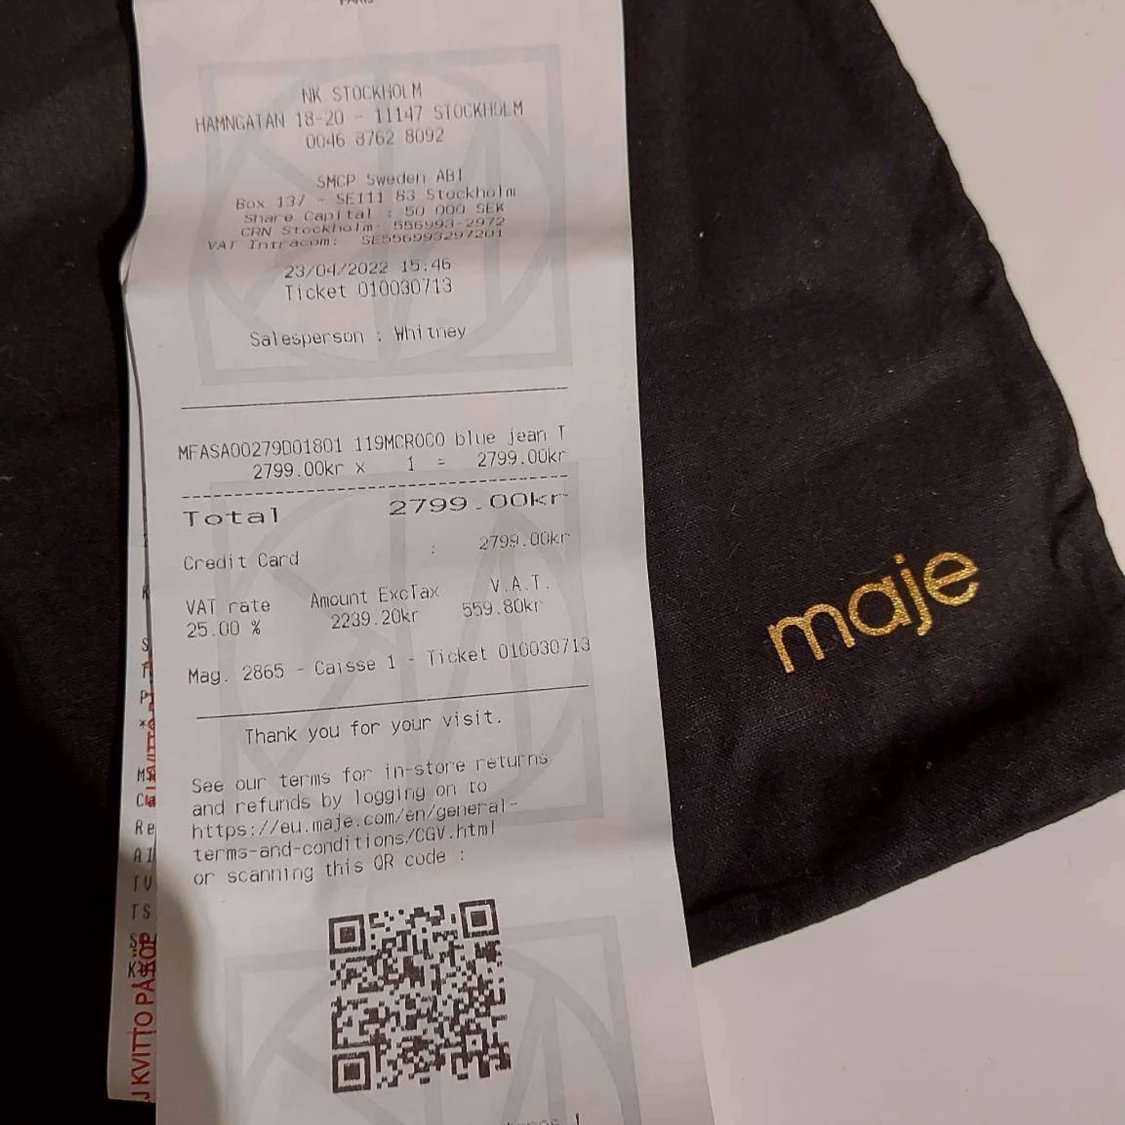 PARIS
NK STOCKHOLM
HAMNGATAN 18-20 - 11147 STOCKHOLM
0046 8762 8092
SMCP Sweden AB1
Box 137 - SE111 83 Stockholm
Share Capital : 50 000 SEK
CRN Stockholm: 556993-2972
VAT Intracom: SE556993297201
23/04/2022 15:46
Ticket 010030713
Salesperson : Whitney
MFASA00279D01801 119MCROCO blue jean T
2799.00kr x 1 = 2799.00kr
Total 2799.00kr
Credit Card : 2799.00kr
VAT rate Amount ExcTax V.A.T.
25.00 % 2239.20kr 559.80kr
Mag. 2865 - Caisse 1 - Ticket 010030713
Thank you for your visit.
See our terms for in-store returns
and refunds by logging on to
https://eu.maje.com/en/general-
terms-and-conditions/CGV.html
or scanning this QR code :
maje
J KVITTO PÅ KÖP